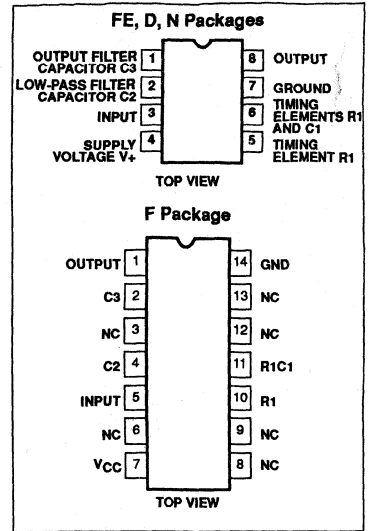 FE, D, N Packages
OUTPUT FILTER
CAPACITOR C3
1
8
OUTPUT
LOW-PASS FILTER
CAPACITOR C2
2
7
GROUND
INPUT
3
6
TIMING
ELEMENTS R1
AND C1
SUPPLY
VOLTAGE V+
4
5
TIMING
ELEMENT R1
TOP VIEW
F Package
OUTPUT 1 14 GND
C3 2 13 NC
NC 3 12 NC
C2 4 11 R1C1
INPUT 5 10 R1
NC 6 9 NC
VCC 7 8 NC
TOP VIEW